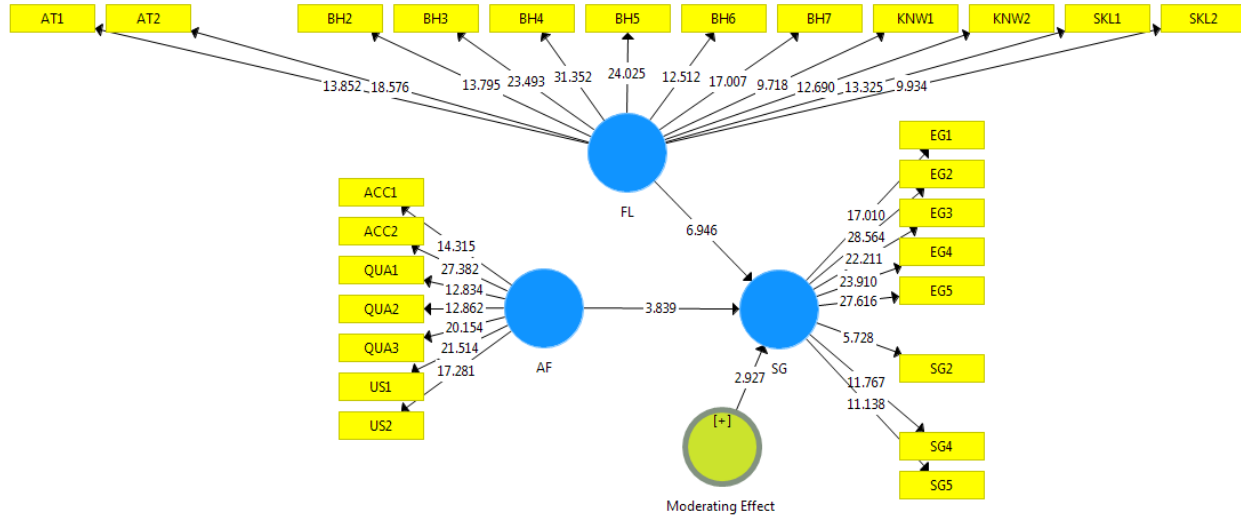 AT1 AT2 BH2 BH3 BH4 BH5 BH6 BH7 KNW1 KNW2 SKL1 SKL2
13.852 18.576 13.795 23.493 31.352 24.025 12.512 17.007 9.718 12.690 13.325 9.934
FL
6.946
ACC1
ACC2
QUA1
QUA2
QUA3
US1
US2
14.315
27.382
12.834
12.862
20.154
21.514
17.281
AF
3.839
SG
2.927
[+]
Moderating Effect
EG1
EG2
EG3
EG4
EG5
SG2
SG4
SG5
17.010
28.564
22.211
23.910
27.616
5.728
11.767
11.138